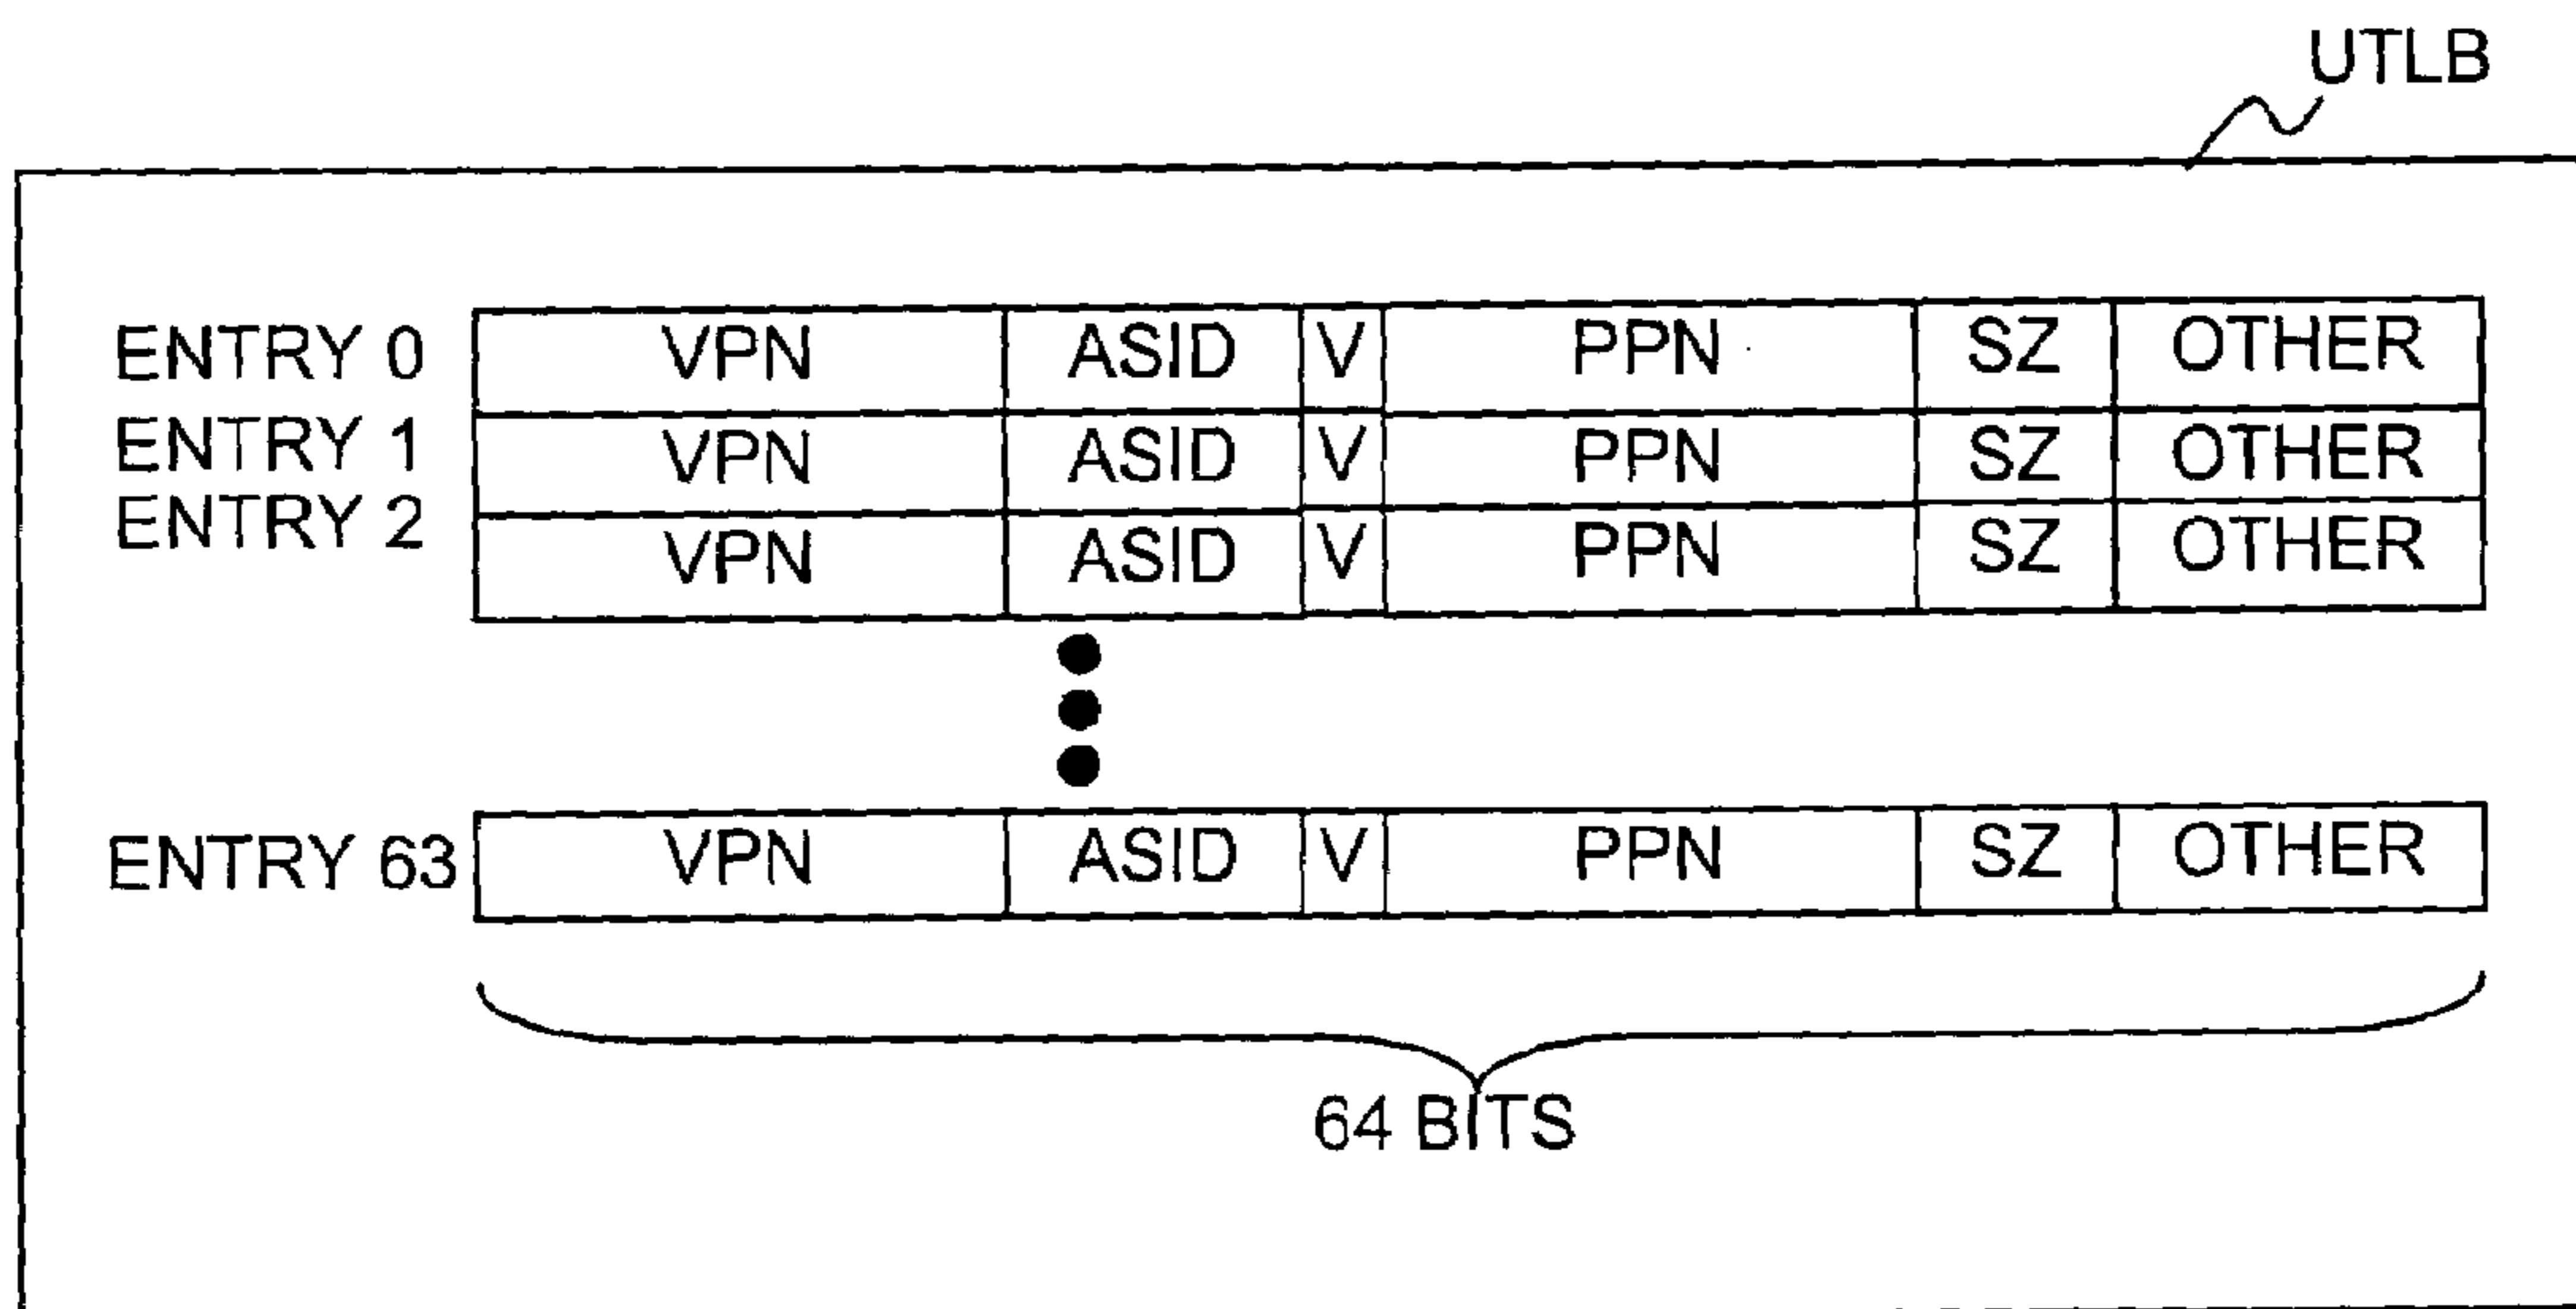 UTLB
ENTRY 0 VPN ASID V PPN SZ OTHER
ENTRY 1 VPN ASID V PPN SZ OTHER
ENTRY 2 VPN ASID V PPN SZ OTHER
ENTRY 63 VPN ASID V PPN SZ OTHER
64 BITS